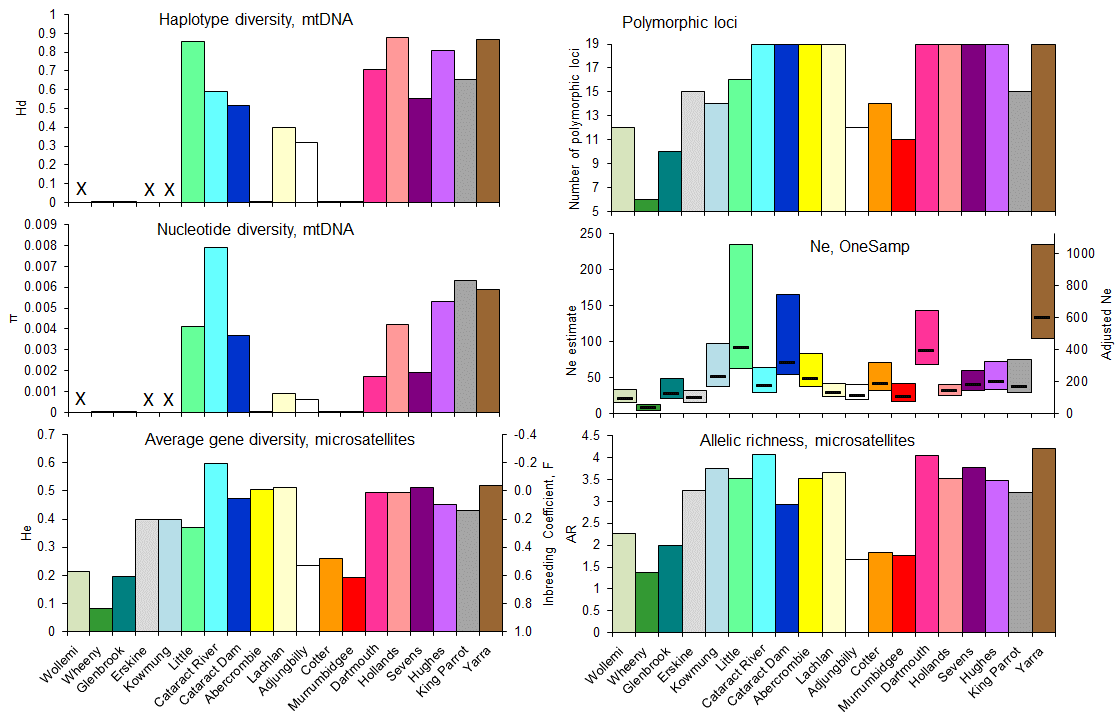 Haplotype diversity, mtDNA
Hd
1
0.9
0.8
0.7
0.6
0.5
0.4
0.3
0.2
0.1
0
X
X
X
Polymorphic loci
Number of polymorphic loci
19
17
15
13
11
9
7
5
Nucleotide diversity, mtDNA
π
0.009
0.008
0.007
0.006
0.005
0.004
0.003
0.002
0.001
0
X
X
X
Ne, OneSamp
Ne estimate
250
200
150
100
50
0
Adjusted Ne
1000
800
600
400
200
0
Average gene diversity, microsatellites
He
0.7
0.6
0.5
0.4
0.3
0.2
0.1
0
Inbreeding Coefficient, F
-0.4
-0.2
0.0
0.2
0.4
0.6
0.8
1.0
Wollemi
Wheeny
Glenbrook
Erskine
Kowmung
Little
Cataract River
Cataract Dam
Abercrombie
Lachlan
Adjungbilly
Cotter
Murrumbidgee
Dartmouth
Hollands
Sevens
Hughes
King Parrot
Yarra
Allelic richness, microsatellites
AR
4.5
4
3.5
3
2.5
2
1.5
1
0.5
0
Wollemi
Wheeny
Glenbrook
Erskine
Kowmung
Little
Cataract River
Cataract Dam
Abercrombie
Lachlan
Adjungbilly
Cotter
Murrumbidgee
Dartmouth
Hollands
Sevens
Hughes
King Parrot
Yarra